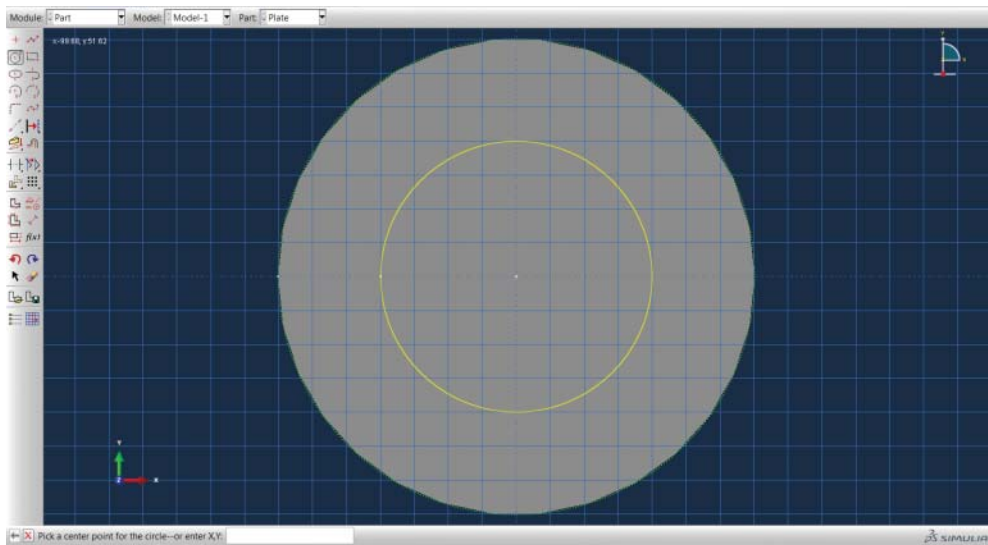 Module: Part Model: Model-1 Part: Plate
f(x)
Y
X
Y
Z X
Pick a center point for the circle--or enter X,Y:
SIMULIA